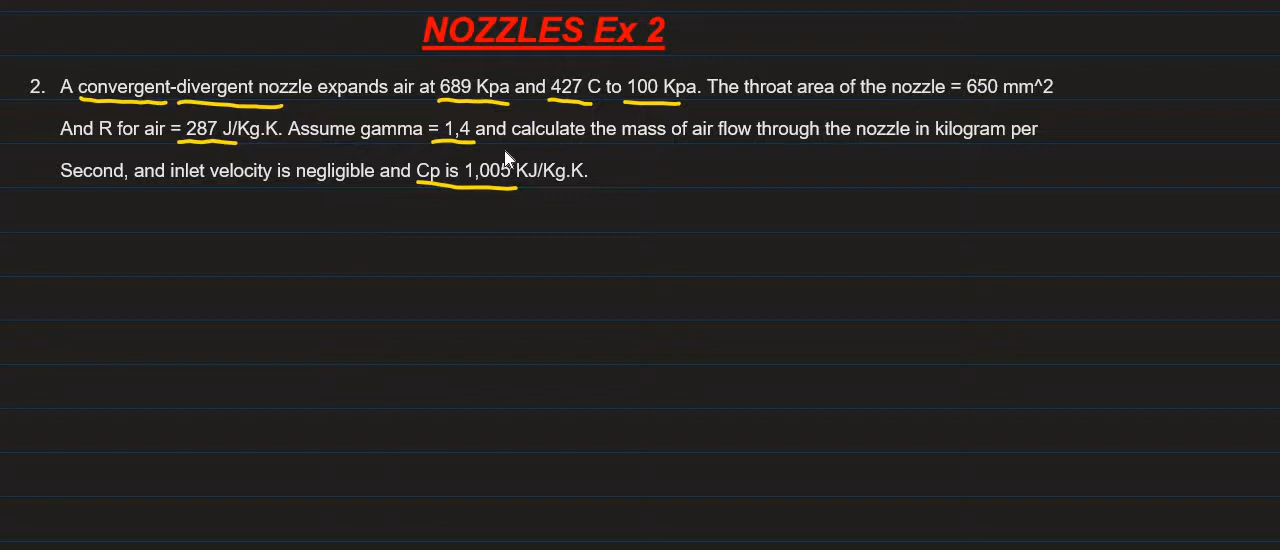 NOZZLES Ex 2
2. A convergent-divergent nozzle expands air at 689 Kpa and 427 C to 100 Kpa. The throat area of the nozzle = 650 mm^2
And R for air = 287 J/Kg.K. Assume gamma = 1,4 and calculate the mass of air flow through the nozzle in kilogram per
Second, and inlet velocity is negligible and Cp is 1,005 KJ/Kg.K.